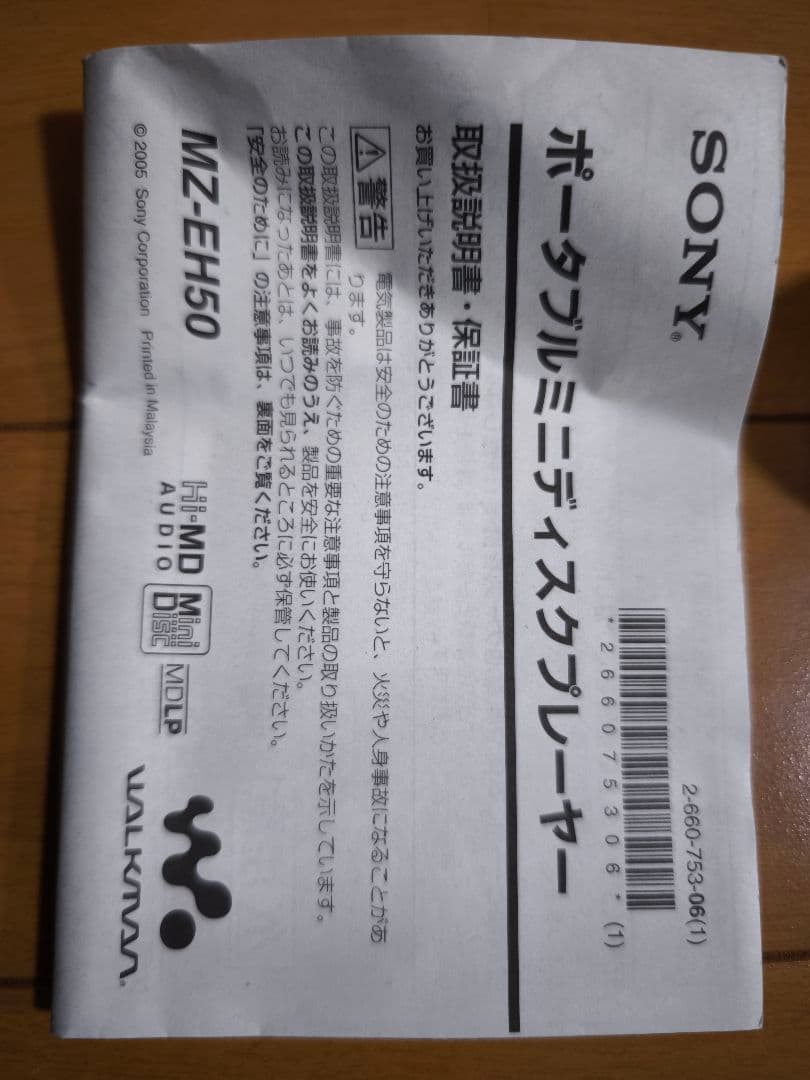 2-660-753-06(1)
SONY®
* 2 6 6 0 7 5 3 0 6 * (1)
ポータブルミニディスクプレーヤー
取扱説明書・保証書
お買い上げいただきありがとうございます。
警告 電気製品は安全のための注意事項を守らないと、火災や人身事故になることがあ
ります。
この取扱説明書には、事故を防ぐための重要な注意事項と製品の取り扱いかたを示しています。
この取扱説明書をよくお読みのうえ、製品を安全にお使いください。
お読みになったあとは、いつでも見られるところに必ず保管してください。
「安全のために」の注意事項は、裏面をご覧ください。
MZ-EH50
Hi-MD
AUDIO
Mini
Disc
MDLP
WALKMAN®
© 2005 Sony Corporation Printed in Malaysia